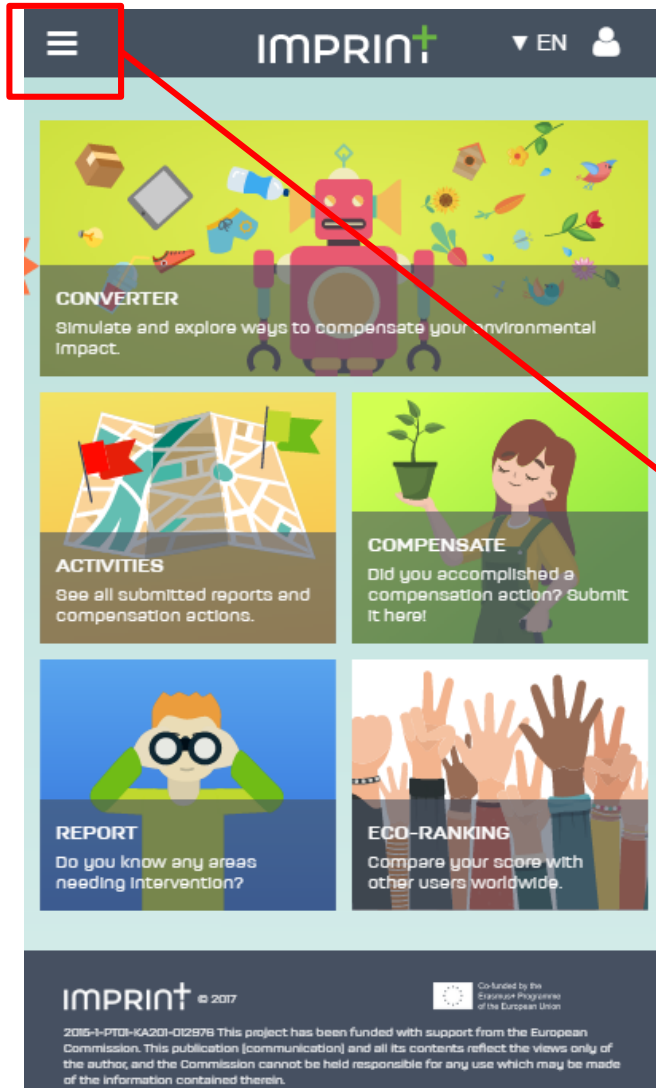 IMPRINT+
▼ EN
CONVERTER
Simulate and explore ways to compensate your environmental
impact.
ACTIVITIES
See all submitted reports and
compensation actions.
COMPENSATE
Did you accomplished a
compensation action? Submit
it here!
REPORT
Do you know any areas
needing intervention?
ECO-RANKING
Compare your score with
other users worldwide.
IMPRINT+ © 2017
Co-funded by the
Erasmus+ Programme
of the European Union
2015-1-PT01-KA201-012976 This project has been funded with support from the European
Commission. This publication [communication] and all its contents reflect the views only of
the author, and the Commission cannot be held responsible for any use which may be made
of the information contained therein.